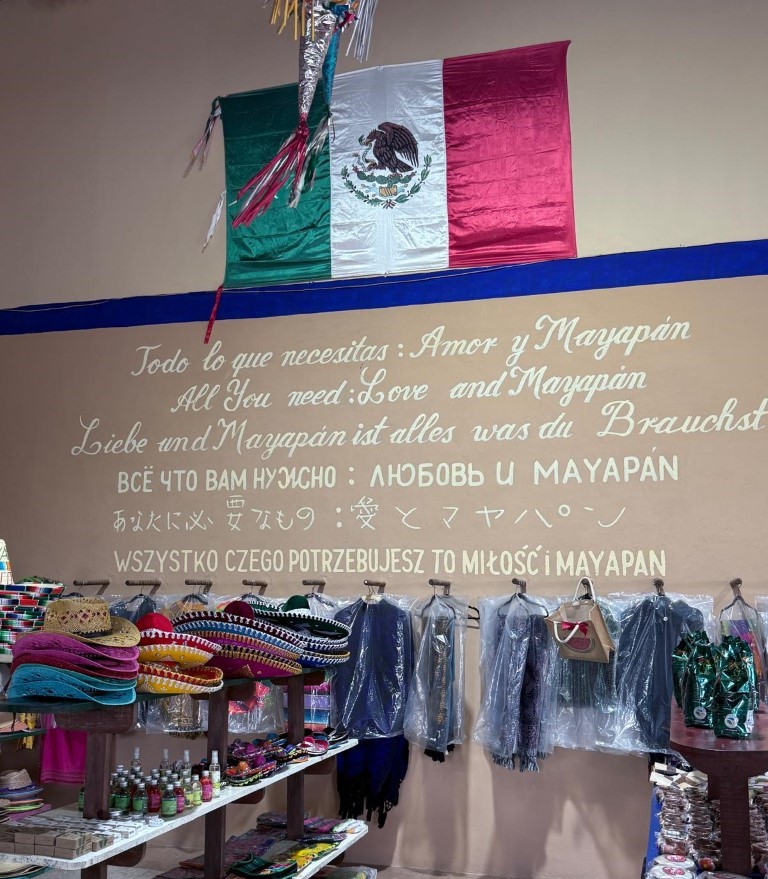 Todo lo que necesitas : Amor y Mayapán
All You need : Love and Mayapán
Liebe und Mayapán ist alles was du Brauchst
ВСЁ ЧТО ВАМ НУЖНО : ЛЮБОВЬ И MAYAPÁN
あなたに必要なもの : 愛とマヤパン
WSZYSTKO CZEGO POTRZEBUJESZ TO MIŁOŚĆ i MAYAPAN